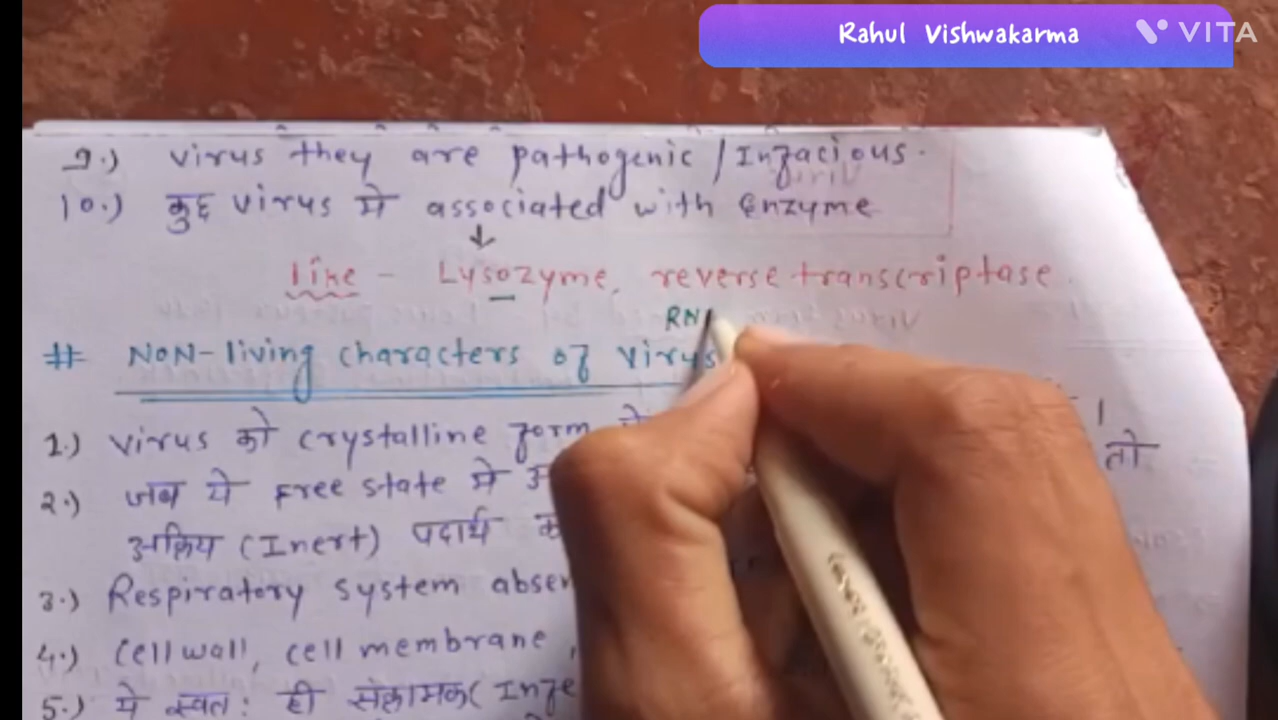 Rahul Vishwakarma
VITA
9.) Virus they are pathogenic / Infacious.
10.) कुछ virus मे associated with Enzyme
↓
like - Lysozyme, reverse transcriptase.
RN
# NoN-living characters of virus
1.) Virus को crystalline form मे
2.) जब ये Free state मे तो
अक्रिय (Inert) पदार्थ
3.) Respiratory system absen
4.) Cell wall, cell membrane,
5.) ये स्वत: ही संक्रामक (Infe